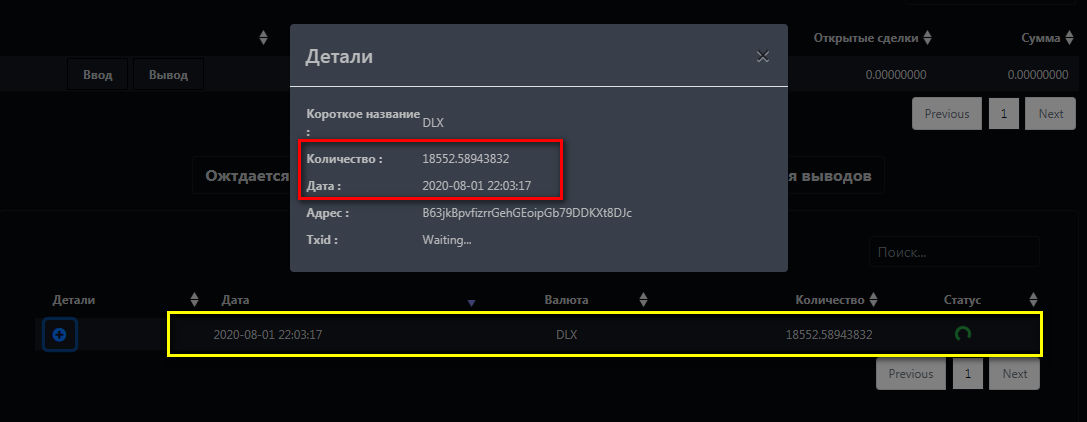 Открытые сделки
Сумма
Ввод
Вывод
0.00000000
0.00000000
Previous
1
Next
Детали
×
Короткое название
:
DLX
Количество :
18552.58943832
Дата :
2020-08-01 22:03:17
Адрес :
B63jkBpvfizrrGehGEoipGb79DDKXt8DJc
Txid :
Waiting...
Ожтдается
я выводов
Поиск...
Детали
Дата
Валюта
Количество
Статус
2020-08-01 22:03:17
DLX
18552.58943832
Previous
1
Next